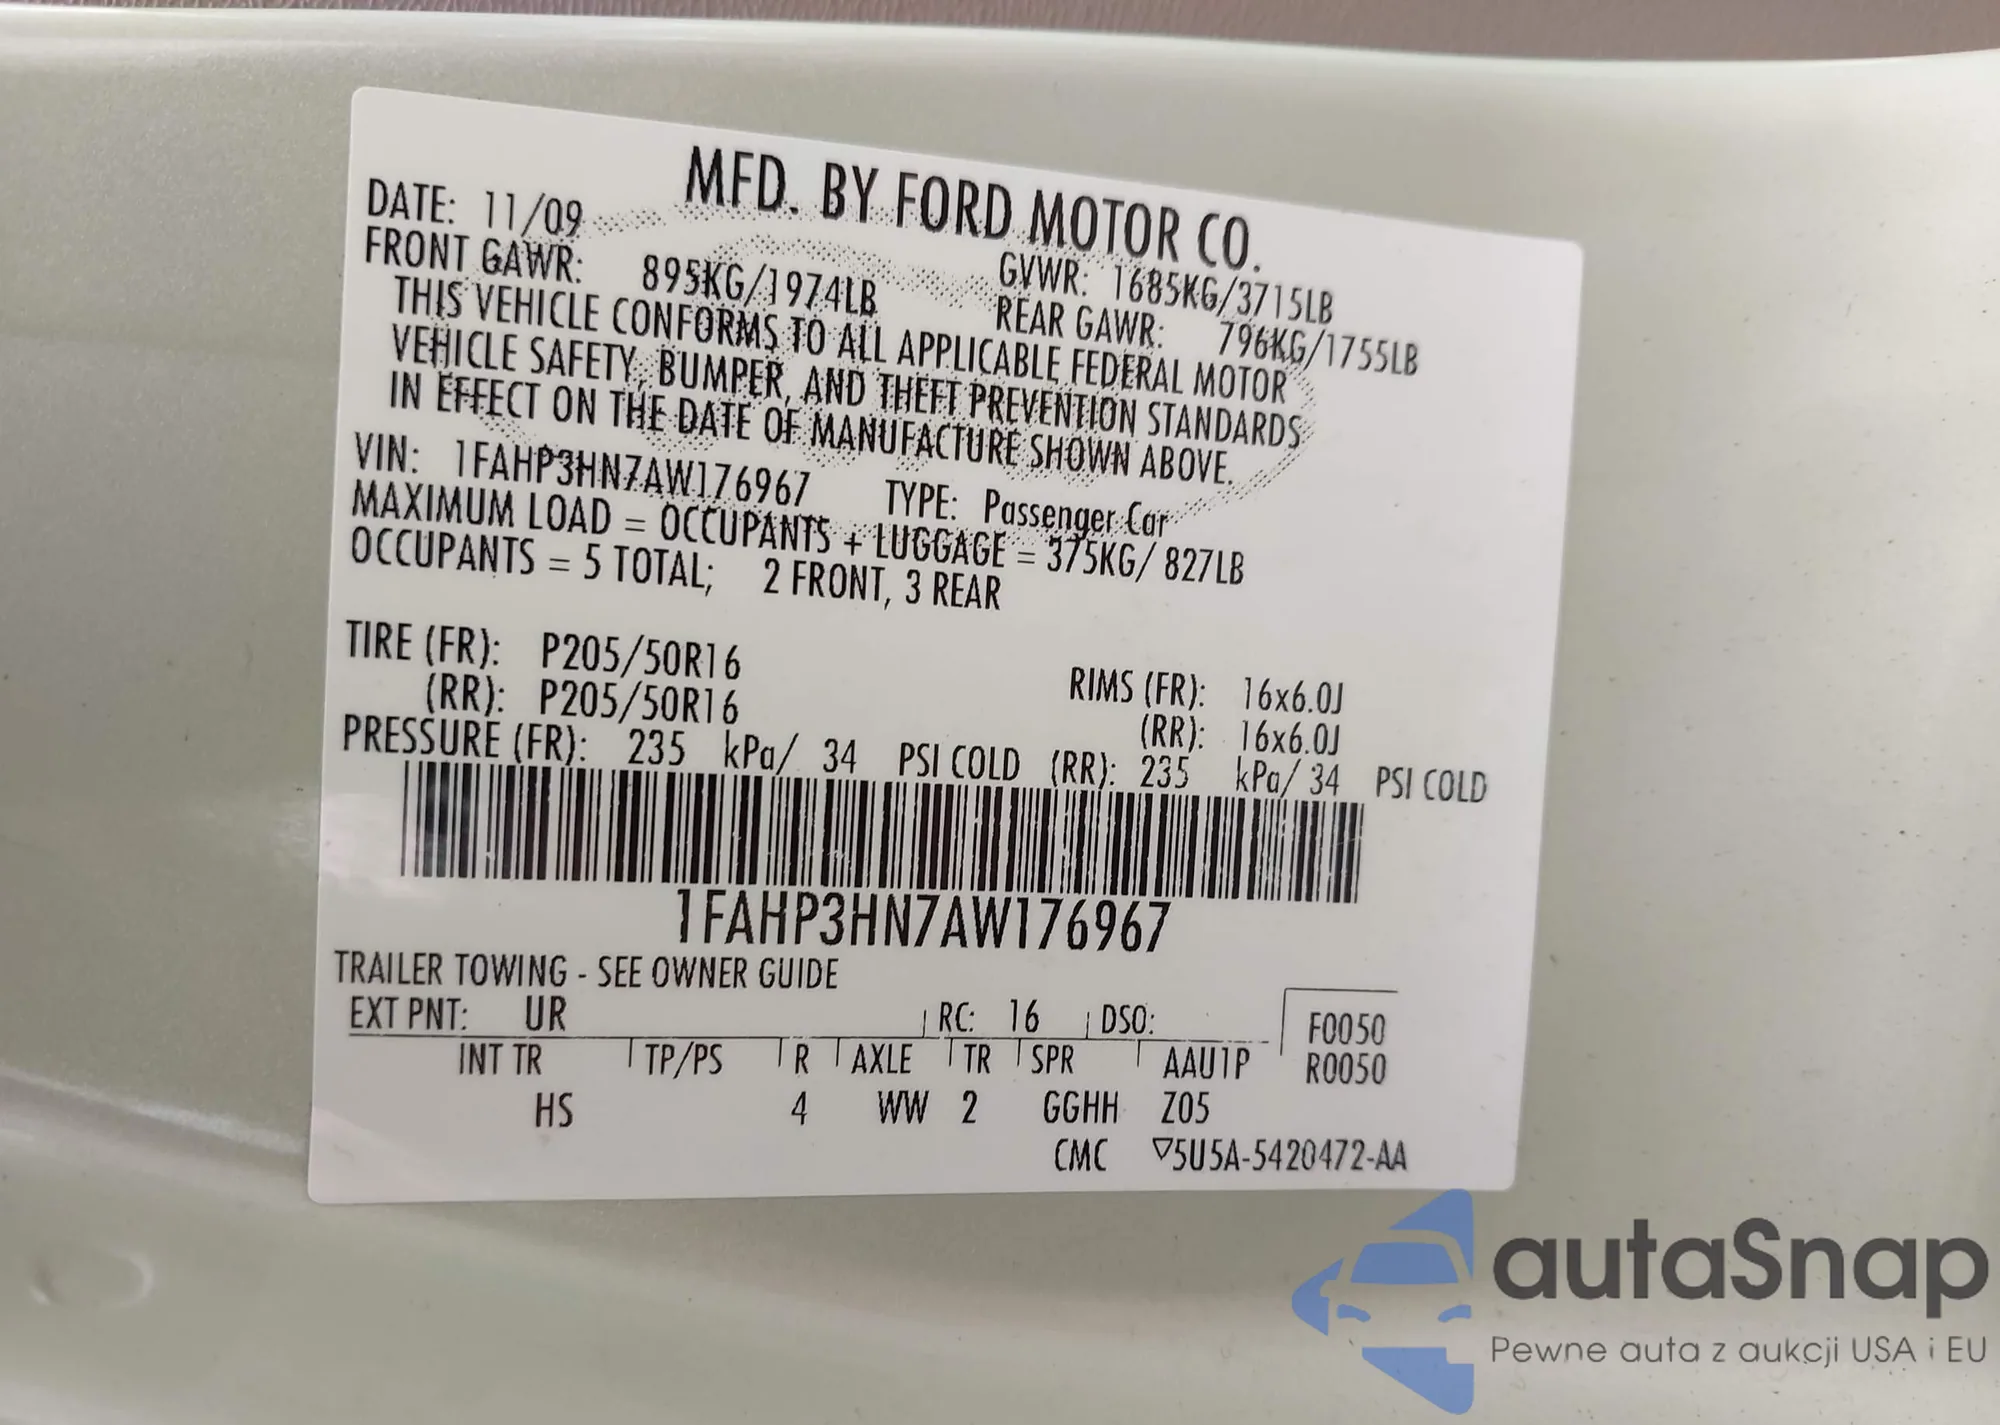 MFD. BY FORD MOTOR CO.
DATE: 11/09
GVWR: 1685KG/3715LB
FRONT GAWR: 895KG/1974LB
REAR GAWR: 796KG/1755LB
THIS VEHICLE CONFORMS TO ALL APPLICABLE FEDERAL MOTOR
VEHICLE SAFETY, BUMPER, AND THEFT PREVENTION STANDARDS
IN EFFECT ON THE DATE OF MANUFACTURE SHOWN ABOVE.
VIN: 1FAHP3HN7AW176967 TYPE: Passenger Car
MAXIMUM LOAD = OCCUPANTS + LUGGAGE = 375KG/ 827LB
OCCUPANTS = 5 TOTAL; 2 FRONT, 3 REAR
TIRE (FR): P205/50R16 RIMS (FR): 16x6.0J
(RR): P205/50R16 (RR): 16x6.0J
PRESSURE (FR): 235 kPa/ 34 PSI COLD (RR): 235 kPa/ 34 PSI COLD
1FAHP3HN7AW176967
TRAILER TOWING - SEE OWNER GUIDE
EXT PNT: UR RC: 16 DSO: F0050
INT TR TP/PS R AXLE TR SPR AAU1P R0050
HS 4 WW 2 GGHH Z05
CMC ▽5U5A-5420472-AA
autaSnap
Pewne auta z aukcji USA i EU